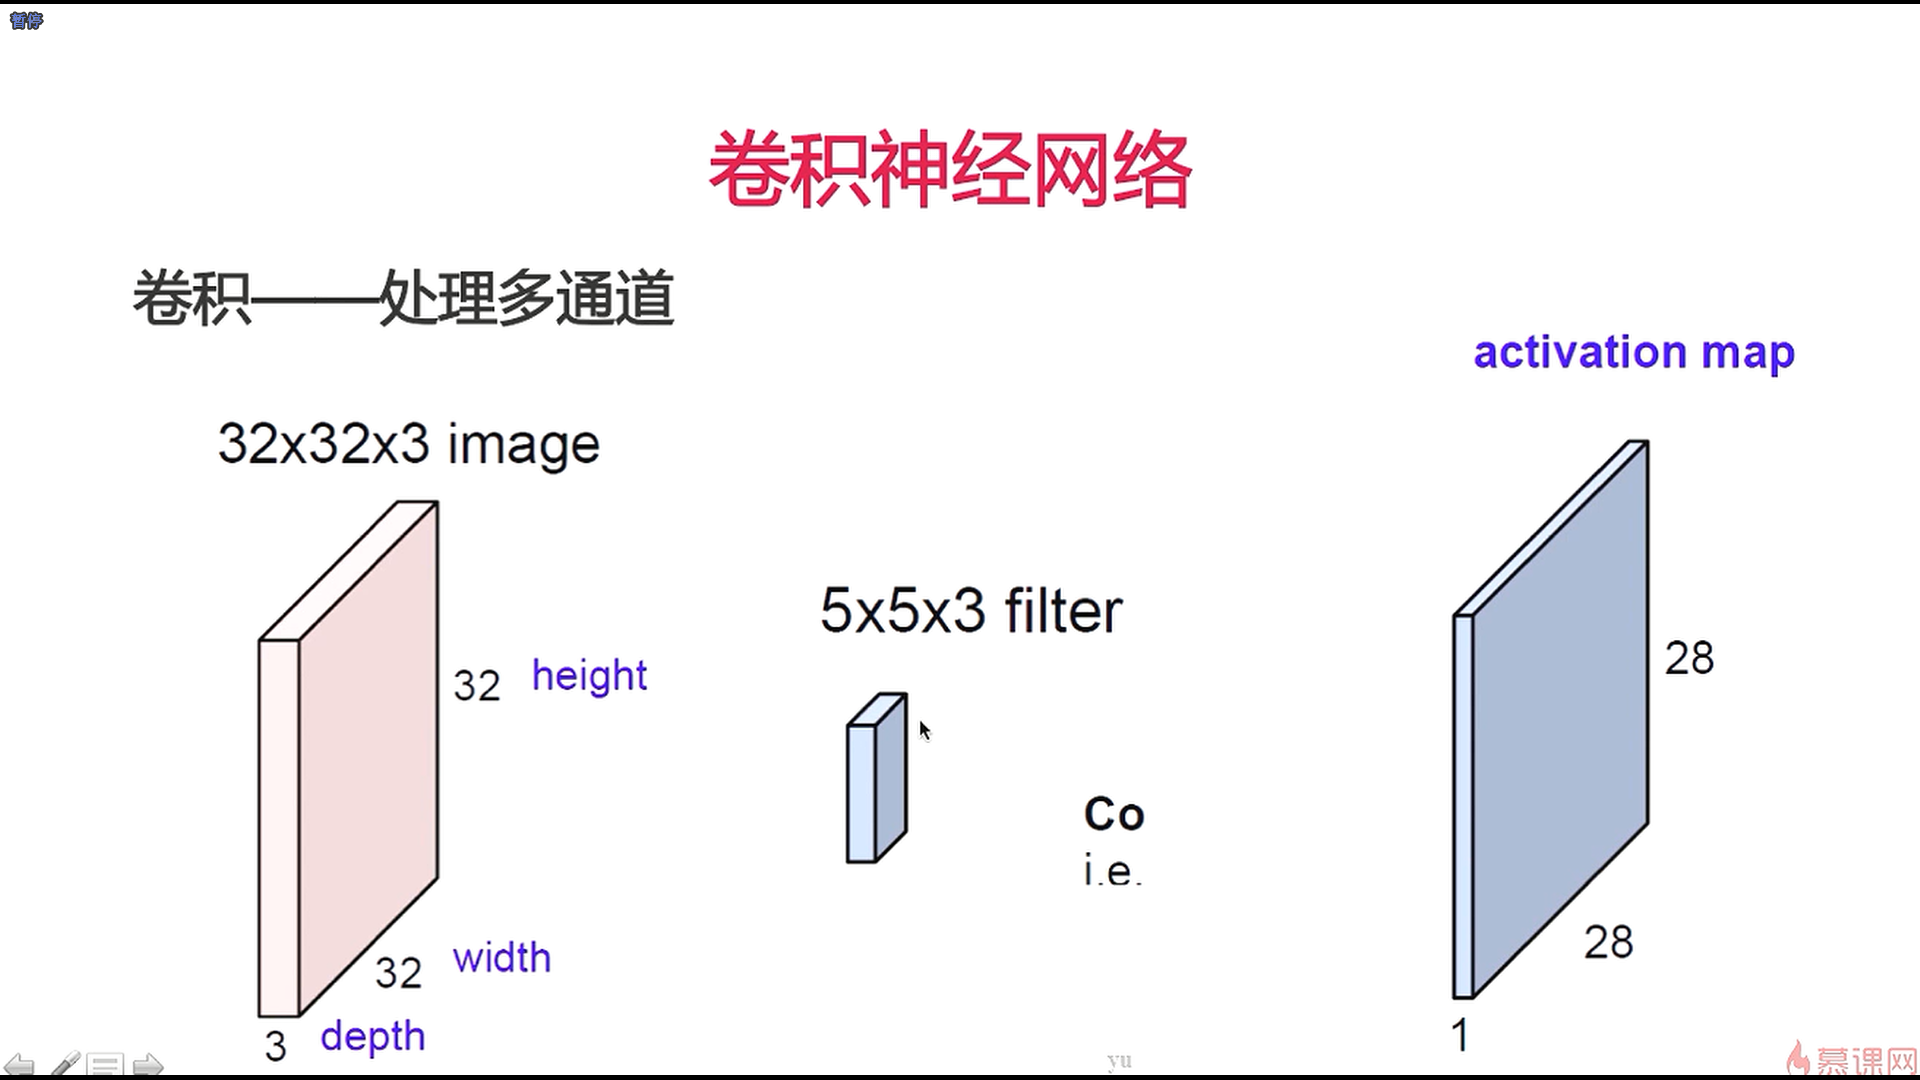 暂停
卷积神经网络
卷积——处理多通道
activation map
32x32x3 image
5x5x3 filter
32 height
28
Co
i.e.
28
32 width
3 depth
1
yu
慕课网